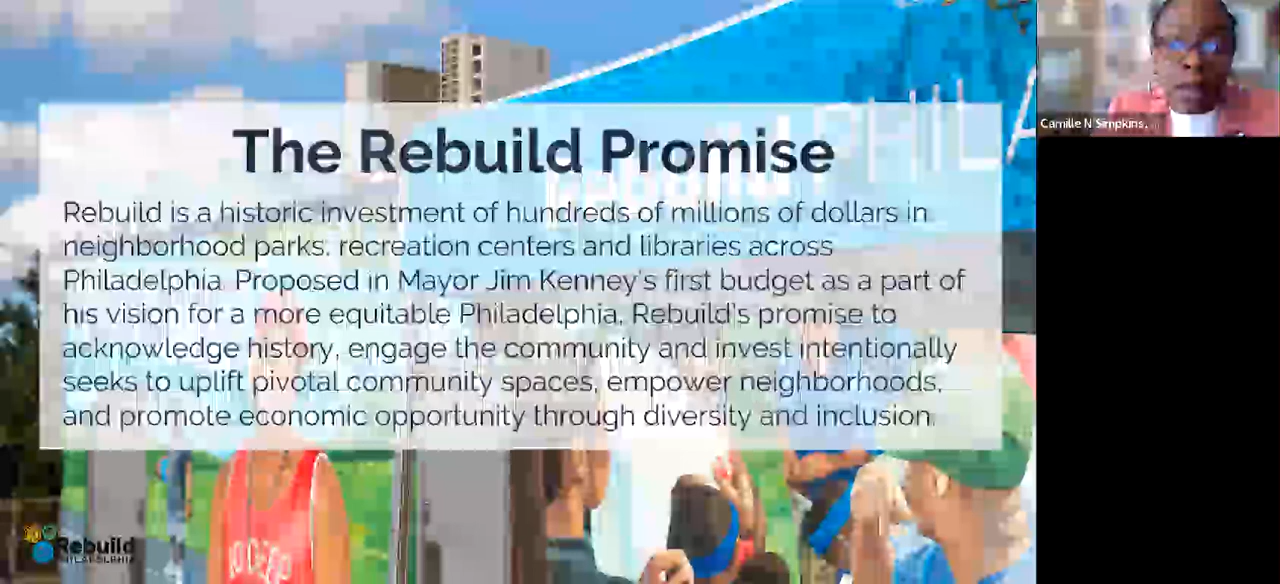 The Rebuild Promise
Rebuild is a historic investment of hundreds of millions of dollars in
neighborhood parks, recreation centers and libraries across
Philadelphia. Proposed in Mayor Jim Kenney's first budget as a part of
his vision for a more equitable Philadelphia, Rebuild's promise to
acknowledge history, engage the community and invest intentionally
seeks to uplift pivotal community spaces, empower neighborhoods,
and promote economic opportunity through diversity and inclusion.
Camille N Simpkins, ...
Rebuild
PHILADELPHIA